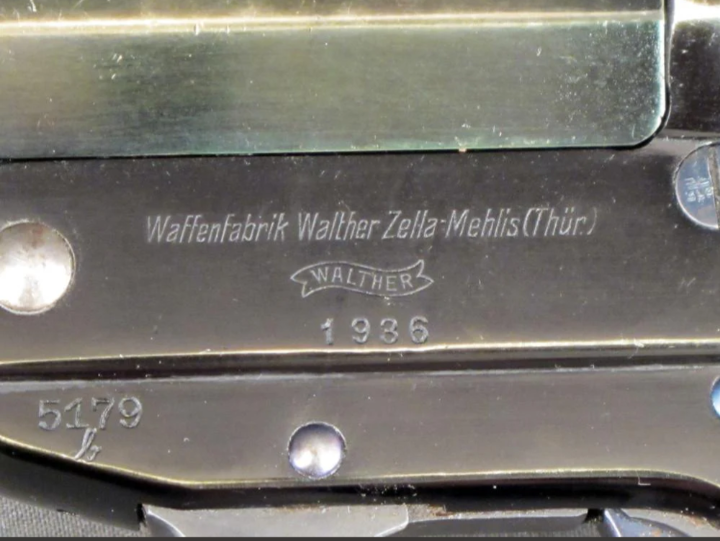 Waffenfabrik Walther Zella-Mehlis (Thür.)
WALTHER
1936
5179
b